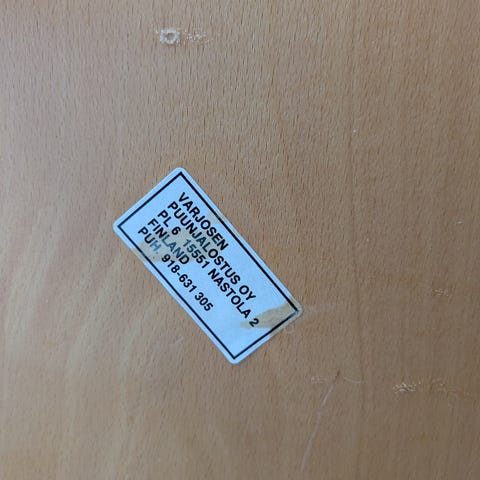 VARJOSEN
PUUNJALOSTUS OY
PL 6 15551 NASTOLA 2
FINLAND
PUH. 918-631 305